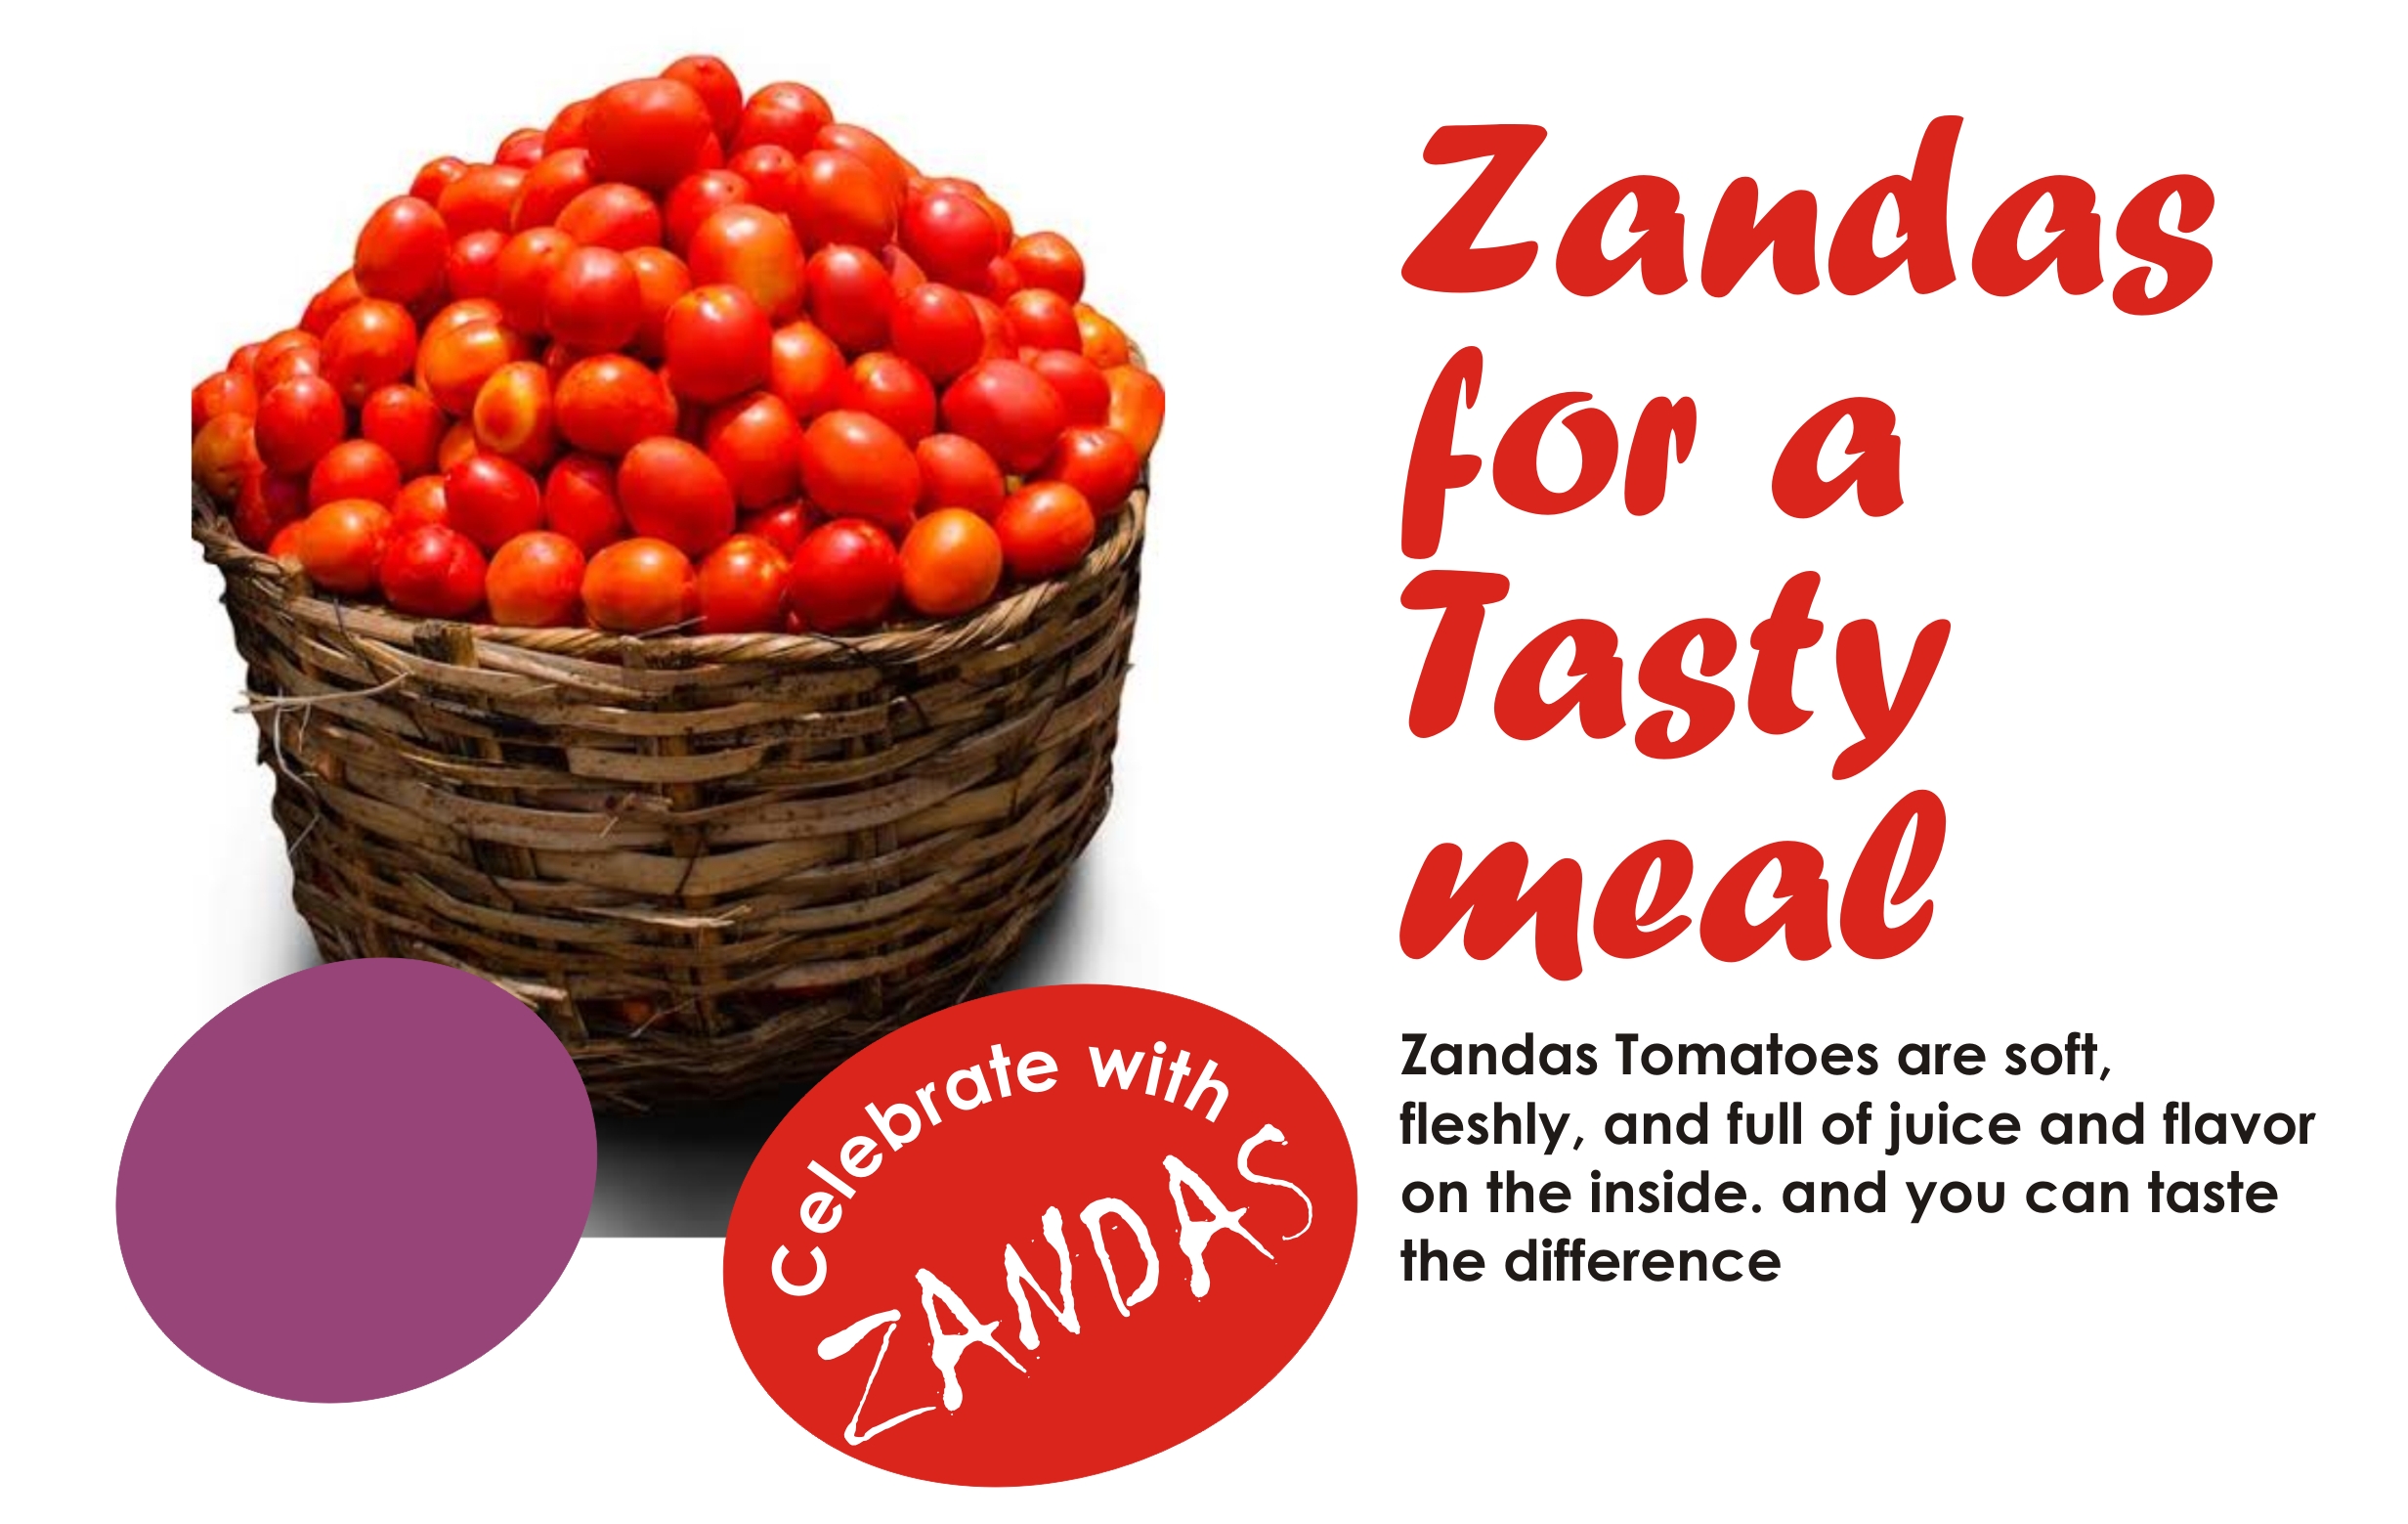 Zandas
for a
Tasty
meal
Zandas Tomatoes are soft,
fleshly, and full of juice and flavor
on the inside. and you can taste
the difference
Celebrate with
ZANDAS